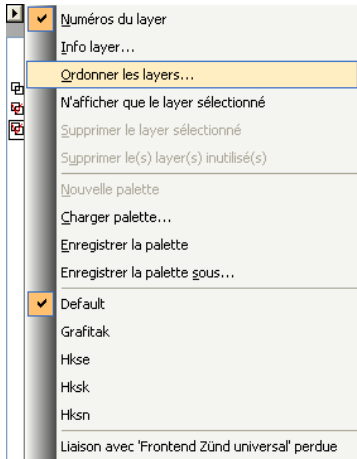 Numéros du layer
Info layer...
Ordonner les layers...
N'afficher que le layer sélectionné
Supprimer le layer sélectionné
Supprimer le(s) layer(s) inutilisé(s)
Nouvelle palette
Charger palette...
Enregistrer la palette
Enregistrer la palette sous...
Default
Grafitak
Hkse
Hksk
Hksn
Liaison avec 'Frontend Zünd universal' perdue